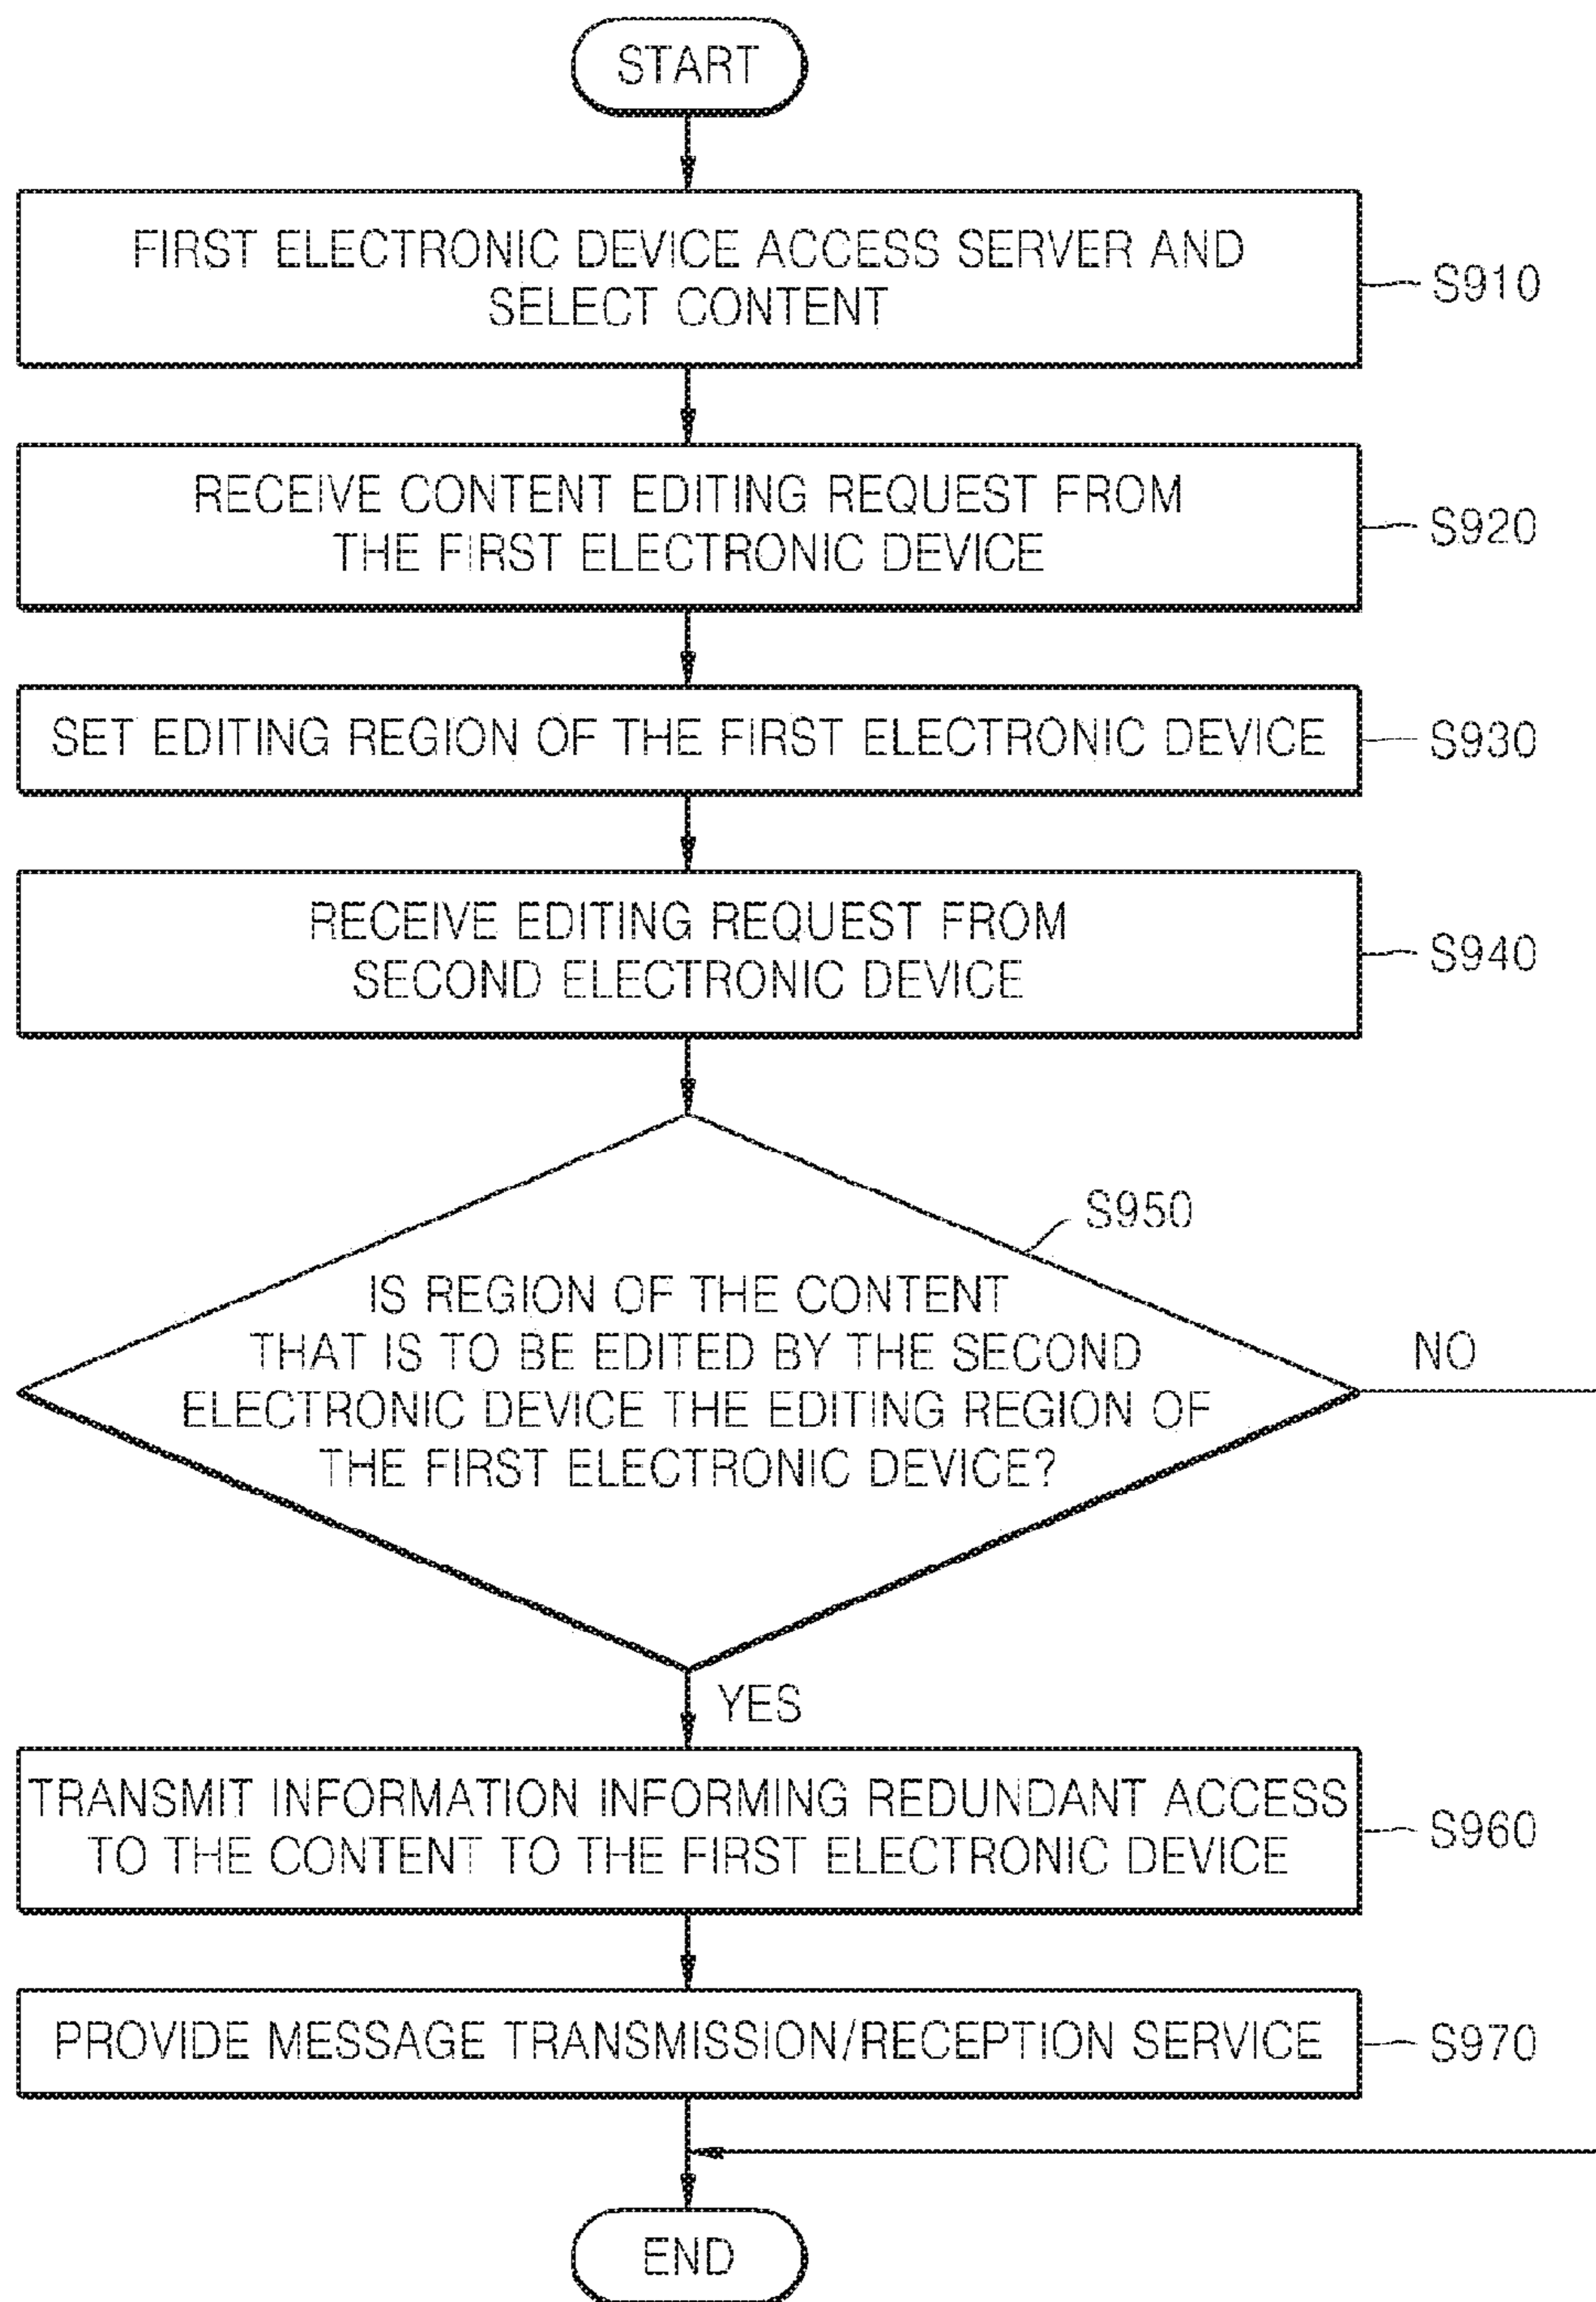 START
FIRST ELECTRONIC DEVICE ACCESS SERVER AND
SELECT CONTENT
S910
RECEIVE CONTENT EDITING REQUEST FROM
THE FIRST ELECTRONIC DEVICE
S920
SET EDITING REGION OF THE FIRST ELECTRONIC DEVICE
S930
RECEIVE EDITING REQUEST FROM
SECOND ELECTRONIC DEVICE
S940
S950
IS REGION OF THE CONTENT
THAT IS TO BE EDITED BY THE SECOND
ELECTRONIC DEVICE THE EDITING REGION OF
THE FIRST ELECTRONIC DEVICE?
NO
YES
TRANSMIT INFORMATION INFORMING REDUNDANT ACCESS
TO THE CONTENT TO THE FIRST ELECTRONIC DEVICE
S960
PROVIDE MESSAGE TRANSMISSION/RECEPTION SERVICE
S970
END